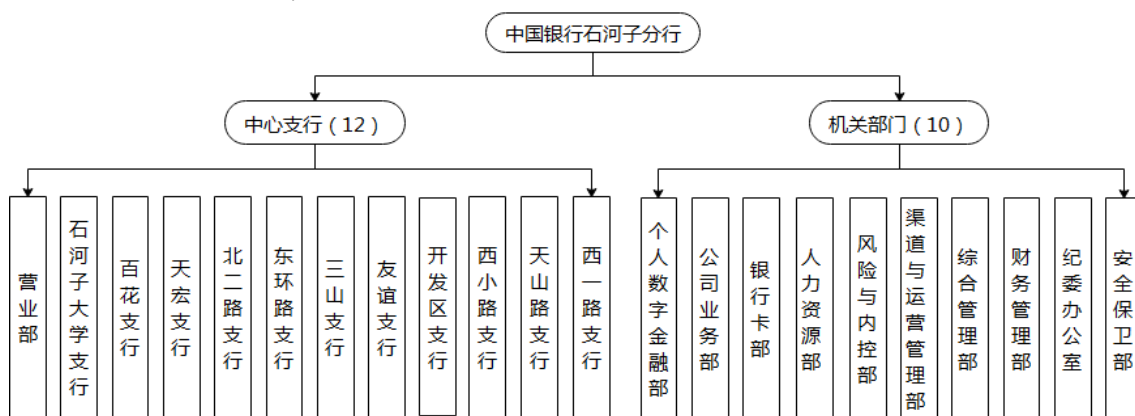 中国银行石河子分行
中心支行（12）
机关部门（10）
营业部
石河子大学支行
百花支行
天宏支行
北二路支行
东环路支行
三山支行
友谊支行
开发区支行
西小路支行
天山路支行
西一路支行
个人数字金融部
公司业务部
银行卡部
人力资源部
风险与内控部
渠道与运营管理部
综合管理部
财务管理部
纪委办公室
安全保卫部